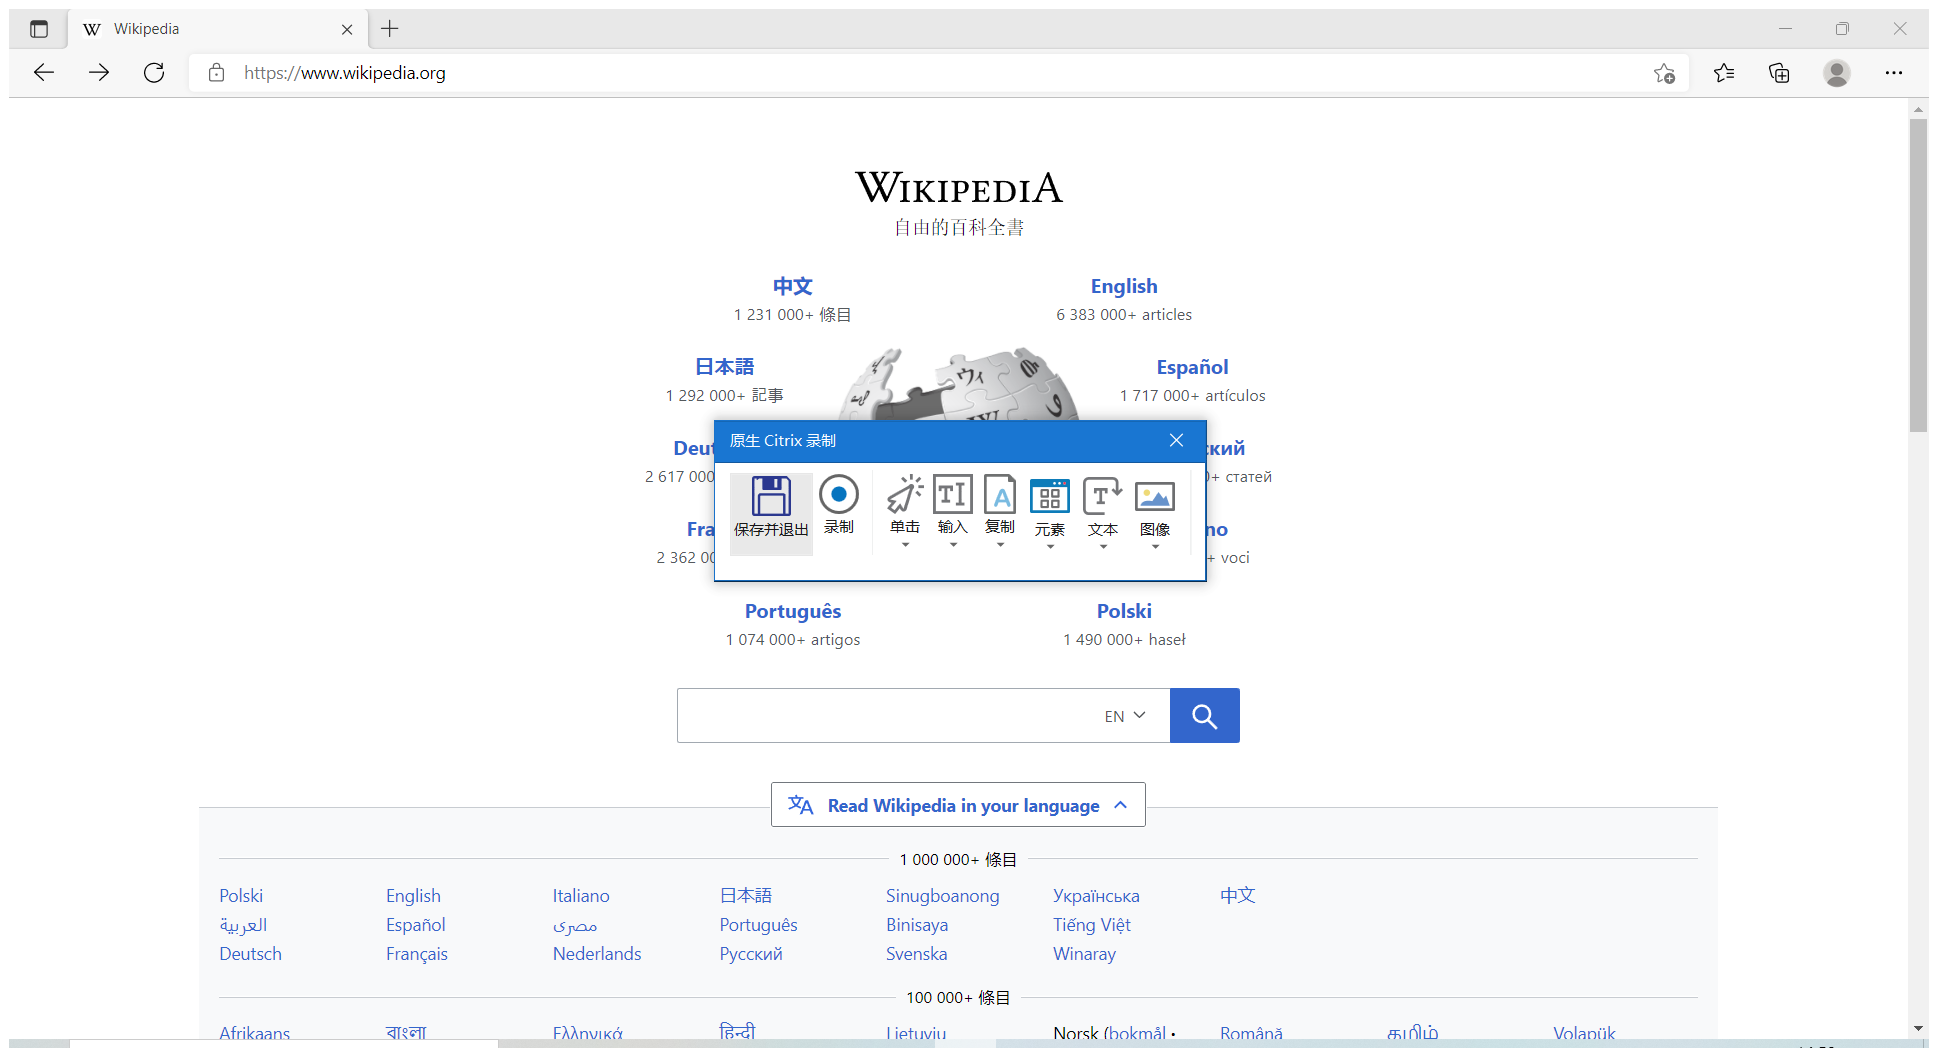 Wikipedia
https://www.wikipedia.org
WIKIPEDIA
自由的百科全書
中文
1 231 000+ 條目
English
6 383 000+ articles
日本語
1 292 000+ 記事
Español
1 717 000+ artículos
Deut
2 617 000
ский
+ статей
Fra
2 362 00
no
+ voci
原生 Citrix 录制
保存并退出 录制 单击 输入 复制 元素 文本 图像
Português
1 074 000+ artigos
Polski
1 490 000+ haseł
EN
Read Wikipedia in your language
1 000 000+ 條目
Polski English Italiano 日本語 Sinugboanong Українська 中文
العربية Español مصرى Português Binisaya Tiếng Việt
Deutsch Français Nederlands Русский Svenska Winaray
100 000+ 條目
Afrikaans বাংলা Ελληνικά हिन्दी Lietuvių Norsk (bokmål · Română தமிழ் Volapük